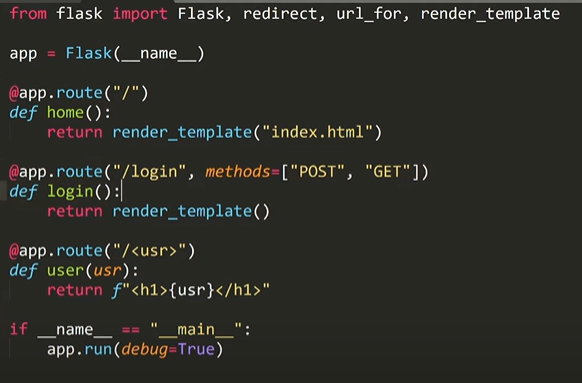 from flask import Flask, redirect, url_for, render_template
app = Flask(__name__)
@app.route("/")
def home():
    return render_template("index.html")
@app.route("/login", methods=["POST", "GET"])
def login():
    return render_template()
@app.route("/<usr>")
def user(usr):
    return f"<h1>{usr}</h1>"
if __name__ == "__main__":
    app.run(debug=True)